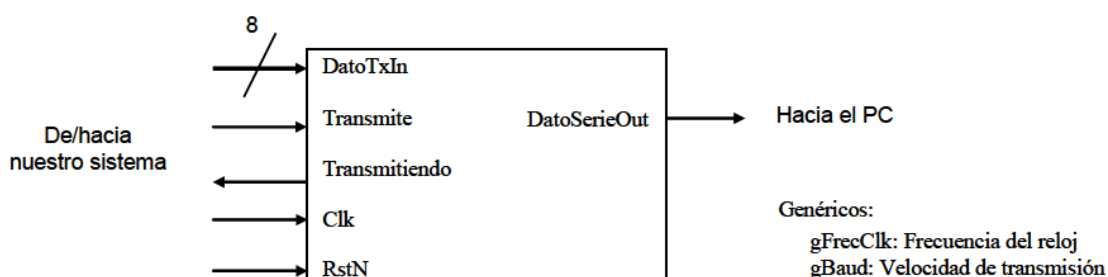 8
DatoTxIn
Transmite
DatoSerieOut
Hacia el PC
De/hacia
nuestro sistema
Transmitiendo
Clk
Genéricos:
gFrecClk: Frecuencia del reloj
RstN
gBaud: Velocidad de transmisión